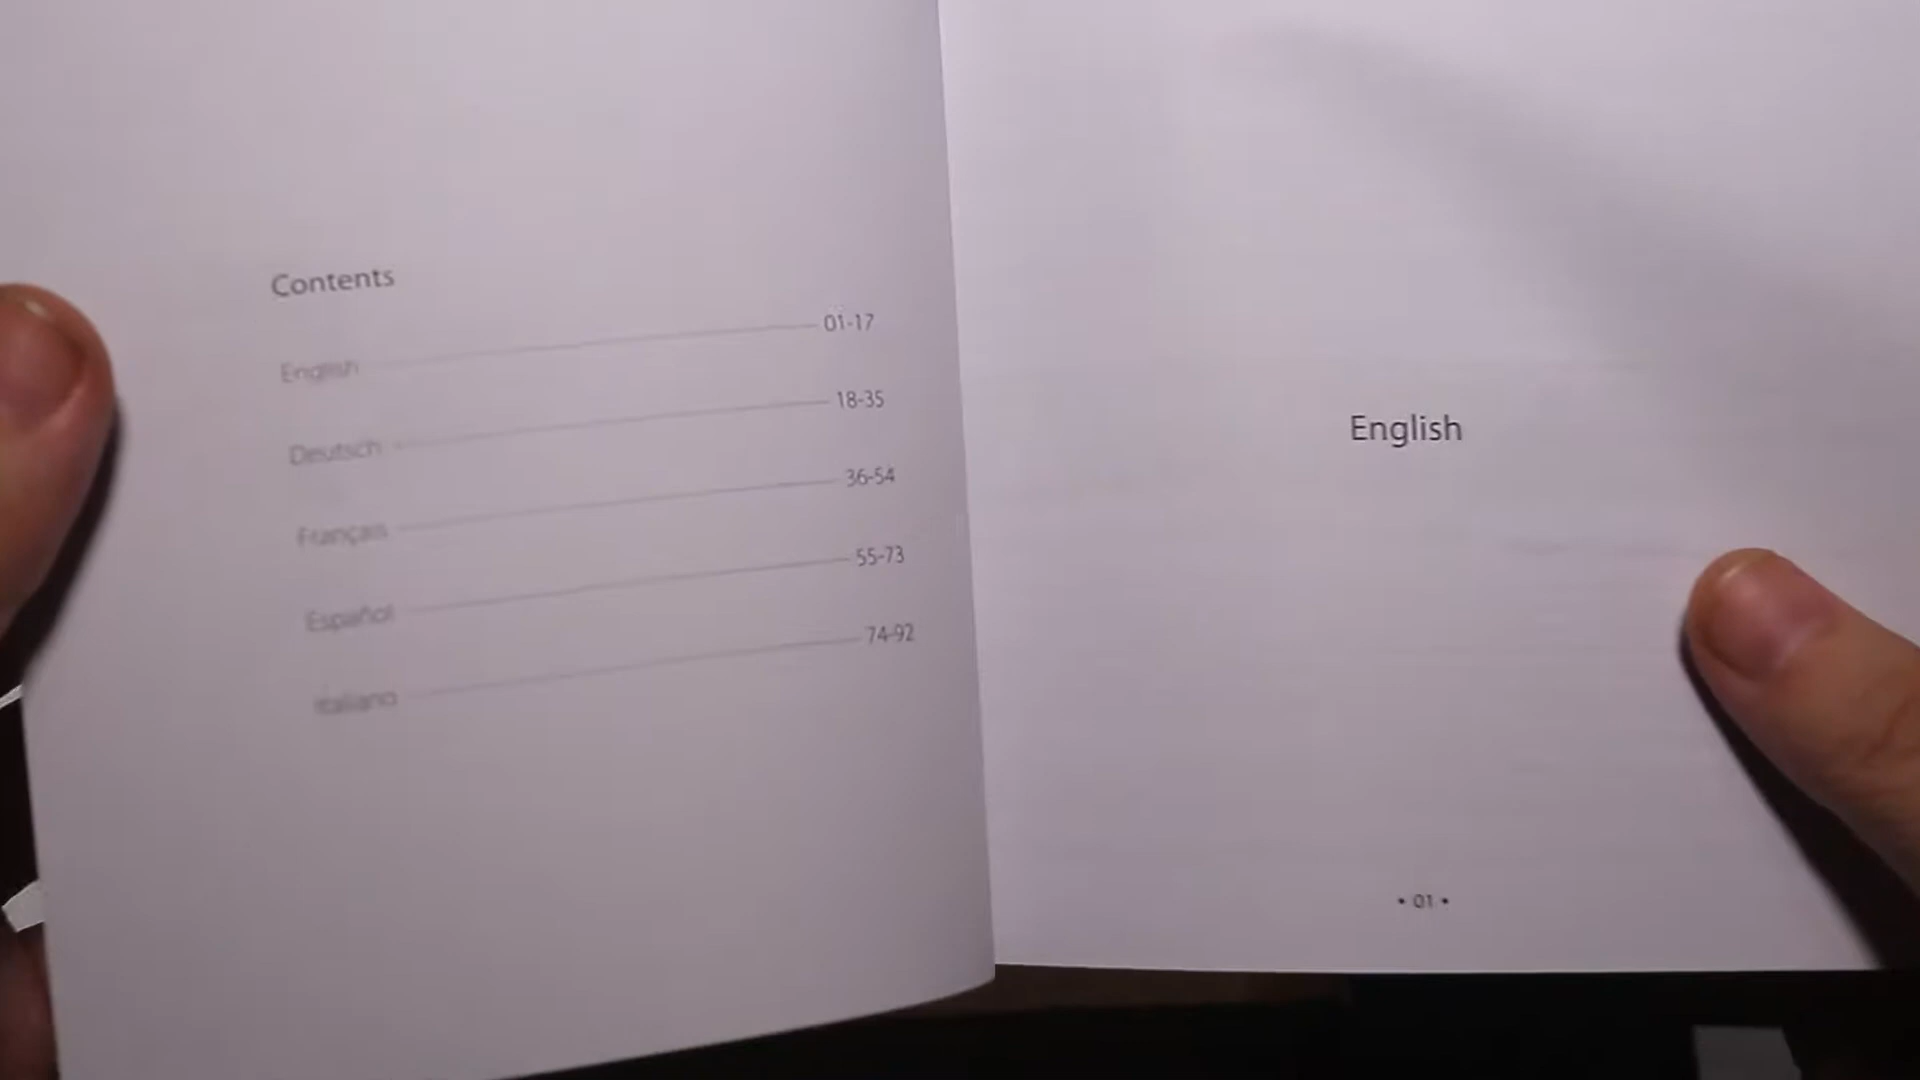 Contents
English 01-17
Deutsch 18-35
Français 36-54
Español 55-73
Italiano 74-92
English
• 01 •